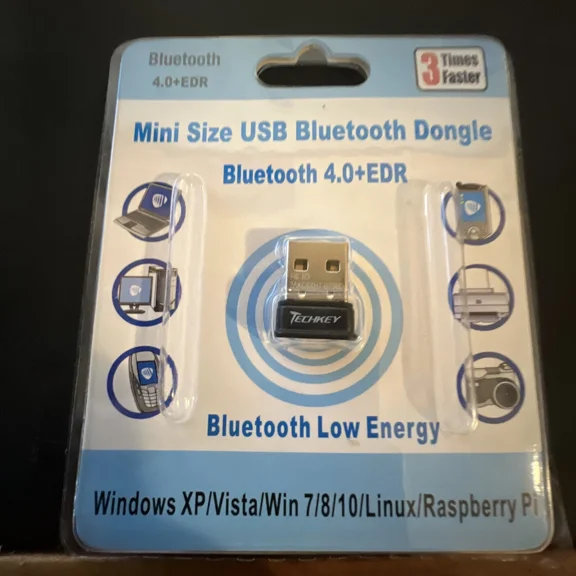 Bluetooth
4.0+EDR
3 Times
Faster
Mini Size USB Bluetooth Dongle
Bluetooth 4.0+EDR
TECHKEY
Bluetooth Low Energy
Windows XP/Vista/Win 7/8/10/Linux/Raspberry Pi